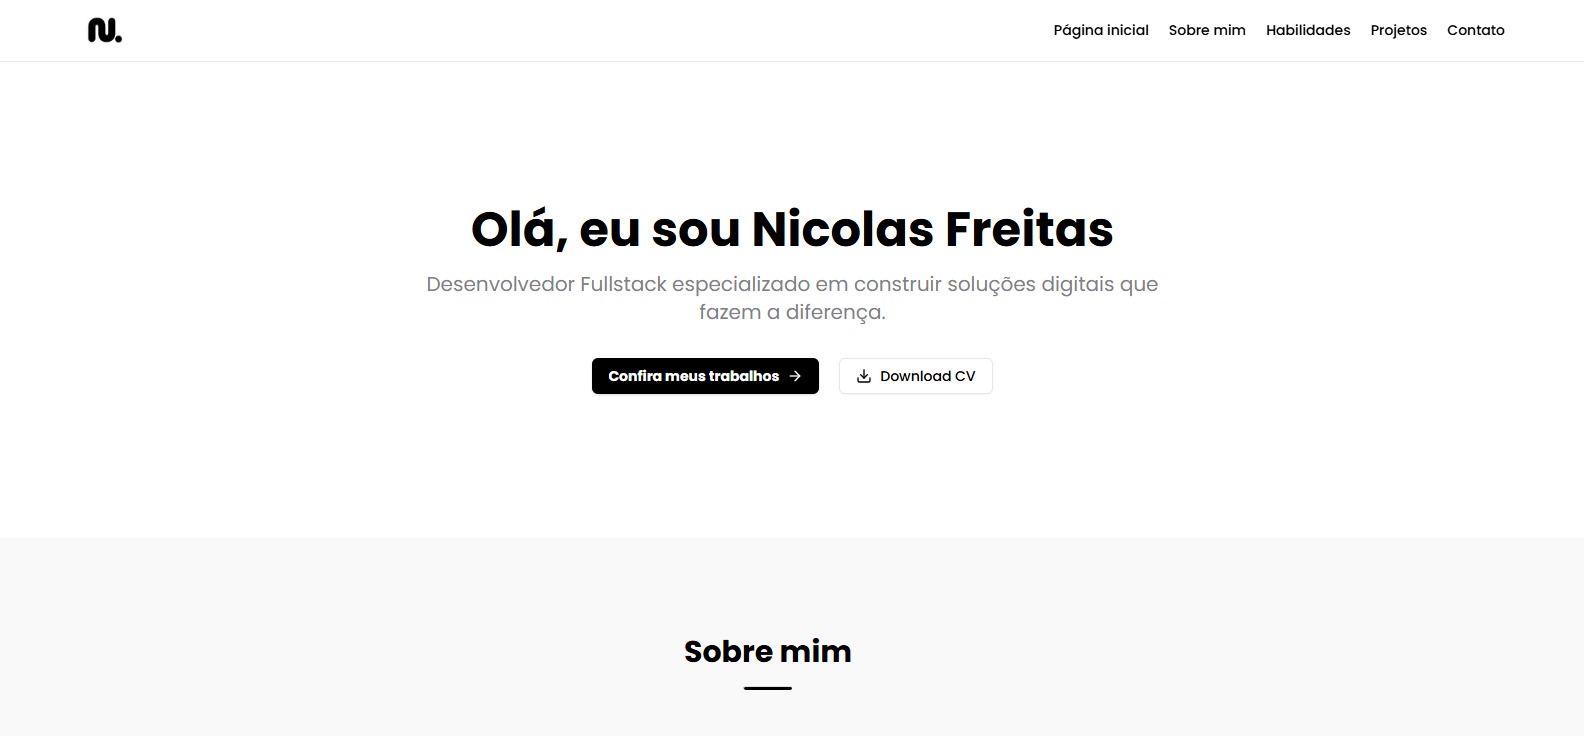 N.
Página inicial Sobre mim Habilidades Projetos Contato
Olá, eu sou Nicolas Freitas
Desenvolvedor Fullstack especializado em construir soluções digitais que
fazem a diferença.
Confira meus trabalhos → Download CV
Sobre mim